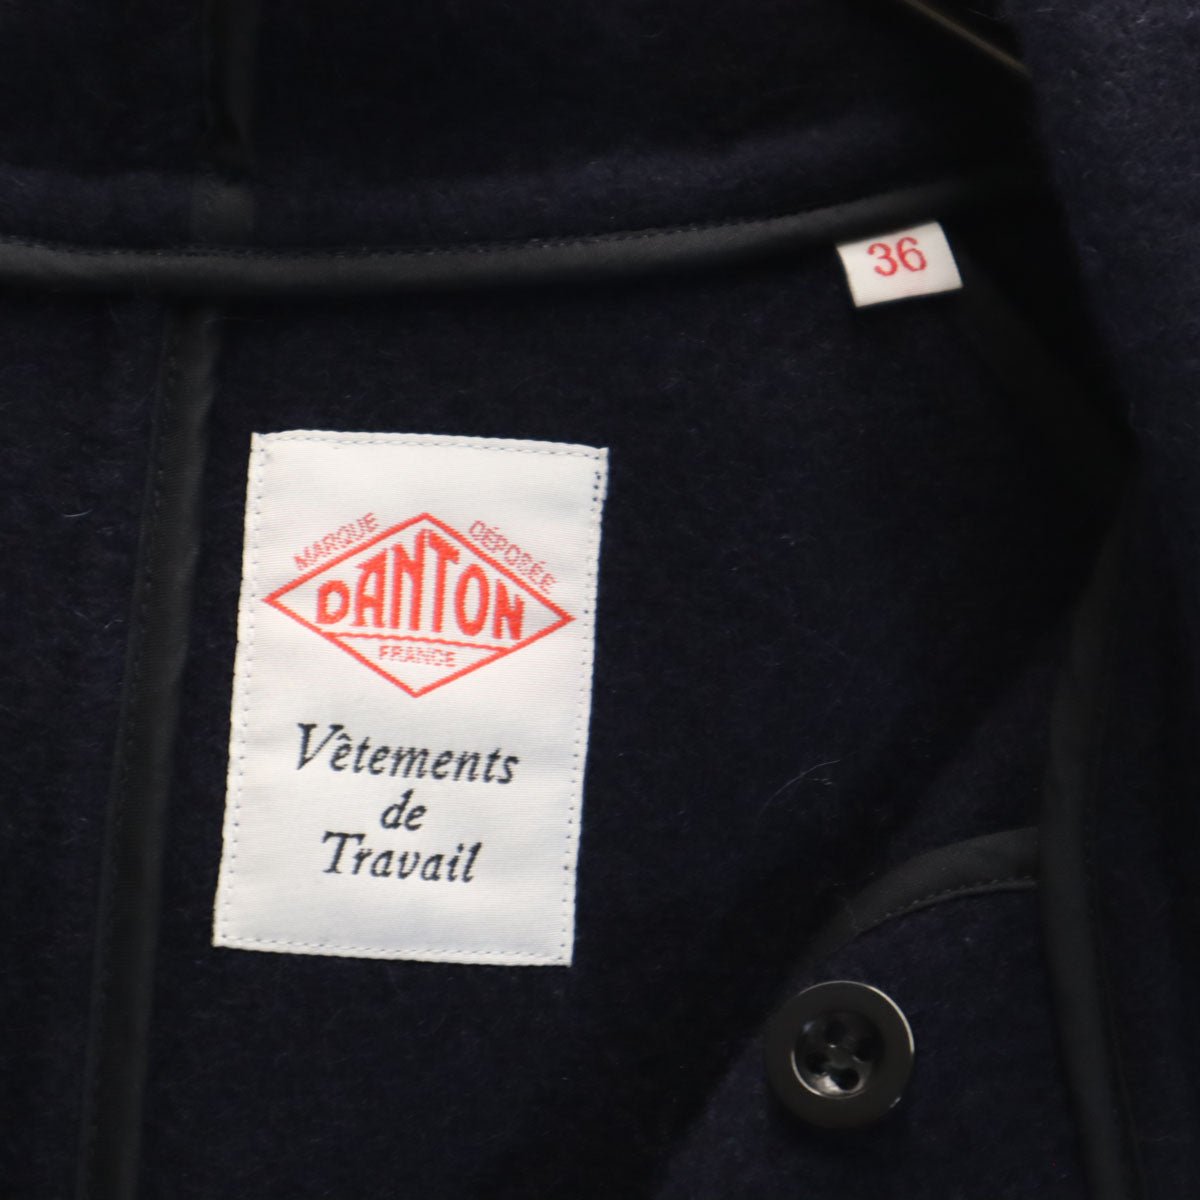 36
MARQUE DÉPOSÉE
DANTON
FRANCE
Vêtements
de
Travail